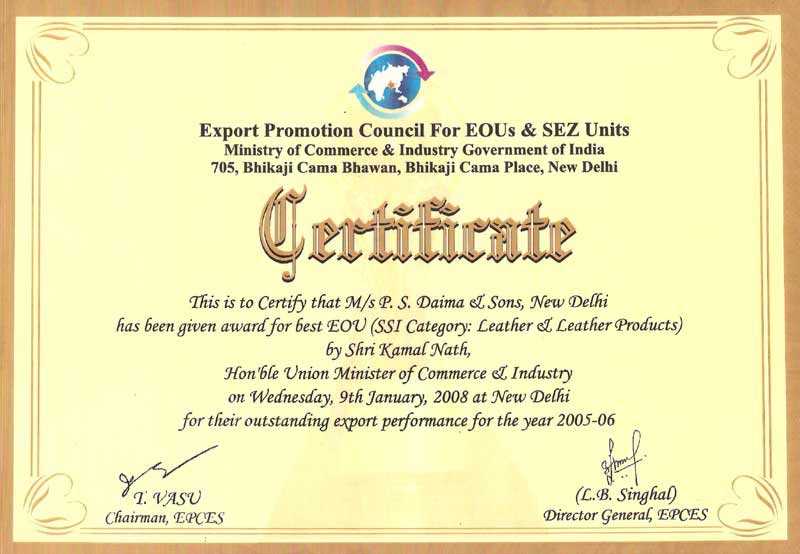 Export Promotion Council For EOUs & SEZ Units
Ministry of Commerce & Industry Government of India
705, Bhikaji Cama Bhawan, Bhikaji Cama Place, New Delhi
Certificate
This is to Certify that M/s P. S. Daima & Sons, New Delhi
has been given award for best EOU (SSI Category: Leather & Leather Products)
by Shri Kamal Nath,
Hon'ble Union Minister of Commerce & Industry
on Wednesday, 9th January, 2008 at New Delhi
for their outstanding export performance for the year 2005-06
T. VASU
Chairman, EPCES
(L.B. Singhal)
Director General, EPCES